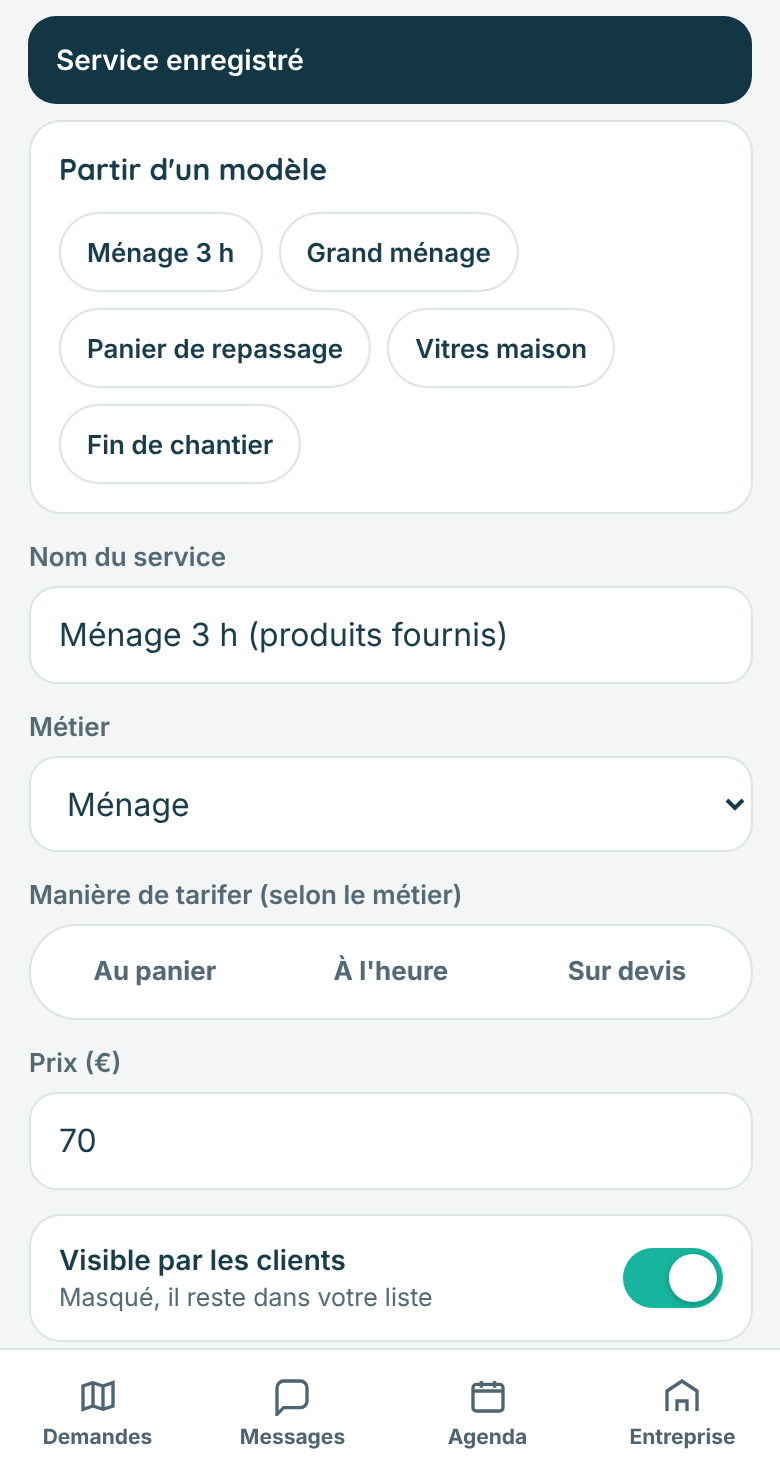 Service enregistré
Partir d'un modèle
Ménage 3 h
Grand ménage
Panier de repassage
Vitres maison
Fin de chantier
Nom du service
Ménage 3 h (produits fournis)
Métier
Ménage
Manière de tarifer (selon le métier)
Au panier
À l'heure
Sur devis
Prix (€)
70
Visible par les clients
Masqué, il reste dans votre liste
Demandes
Messages
Agenda
Entreprise